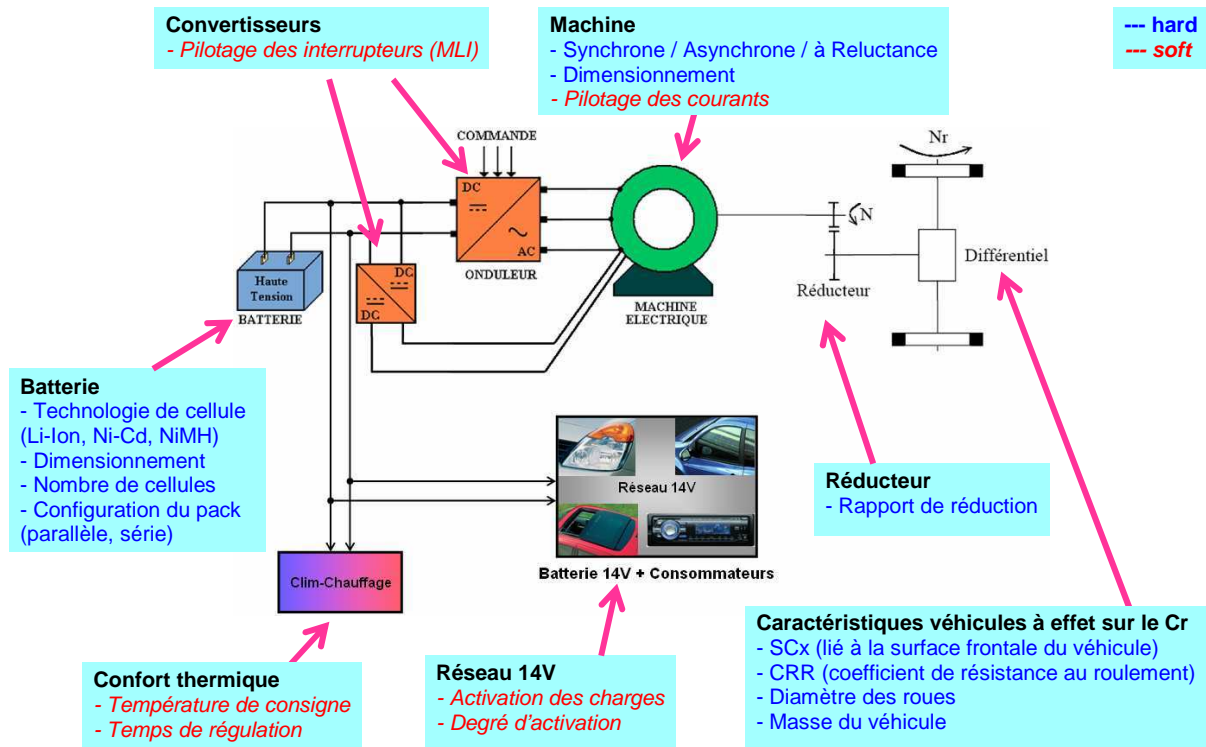 Convertisseurs
- Pilotage des interrupteurs (MLI)
Machine
- Synchrone / Asynchrone / à Reluctance
- Dimensionnement
- Pilotage des courants
--- hard
--- soft
COMMANDE
DC
AC
ONDULEUR
DC
DC
Haute
Tension
BATTERIE
MACHINE
ELECTRIQUE
Nr
N
Réducteur
Différentiel
Batterie
- Technologie de cellule
(Li-Ion, Ni-Cd, NiMH)
- Dimensionnement
- Nombre de cellules
- Configuration du pack
(parallèle, série)
Réseau 14V
Batterie 14V + Consommateurs
Clim-Chauffage
Réducteur
- Rapport de réduction
Confort thermique
- Température de consigne
- Temps de régulation
Réseau 14V
- Activation des charges
- Degré d'activation
Caractéristiques véhicules à effet sur le Cr
- SCx (lié à la surface frontale du véhicule)
- CRR (coefficient de résistance au roulement)
- Diamètre des roues
- Masse du véhicule